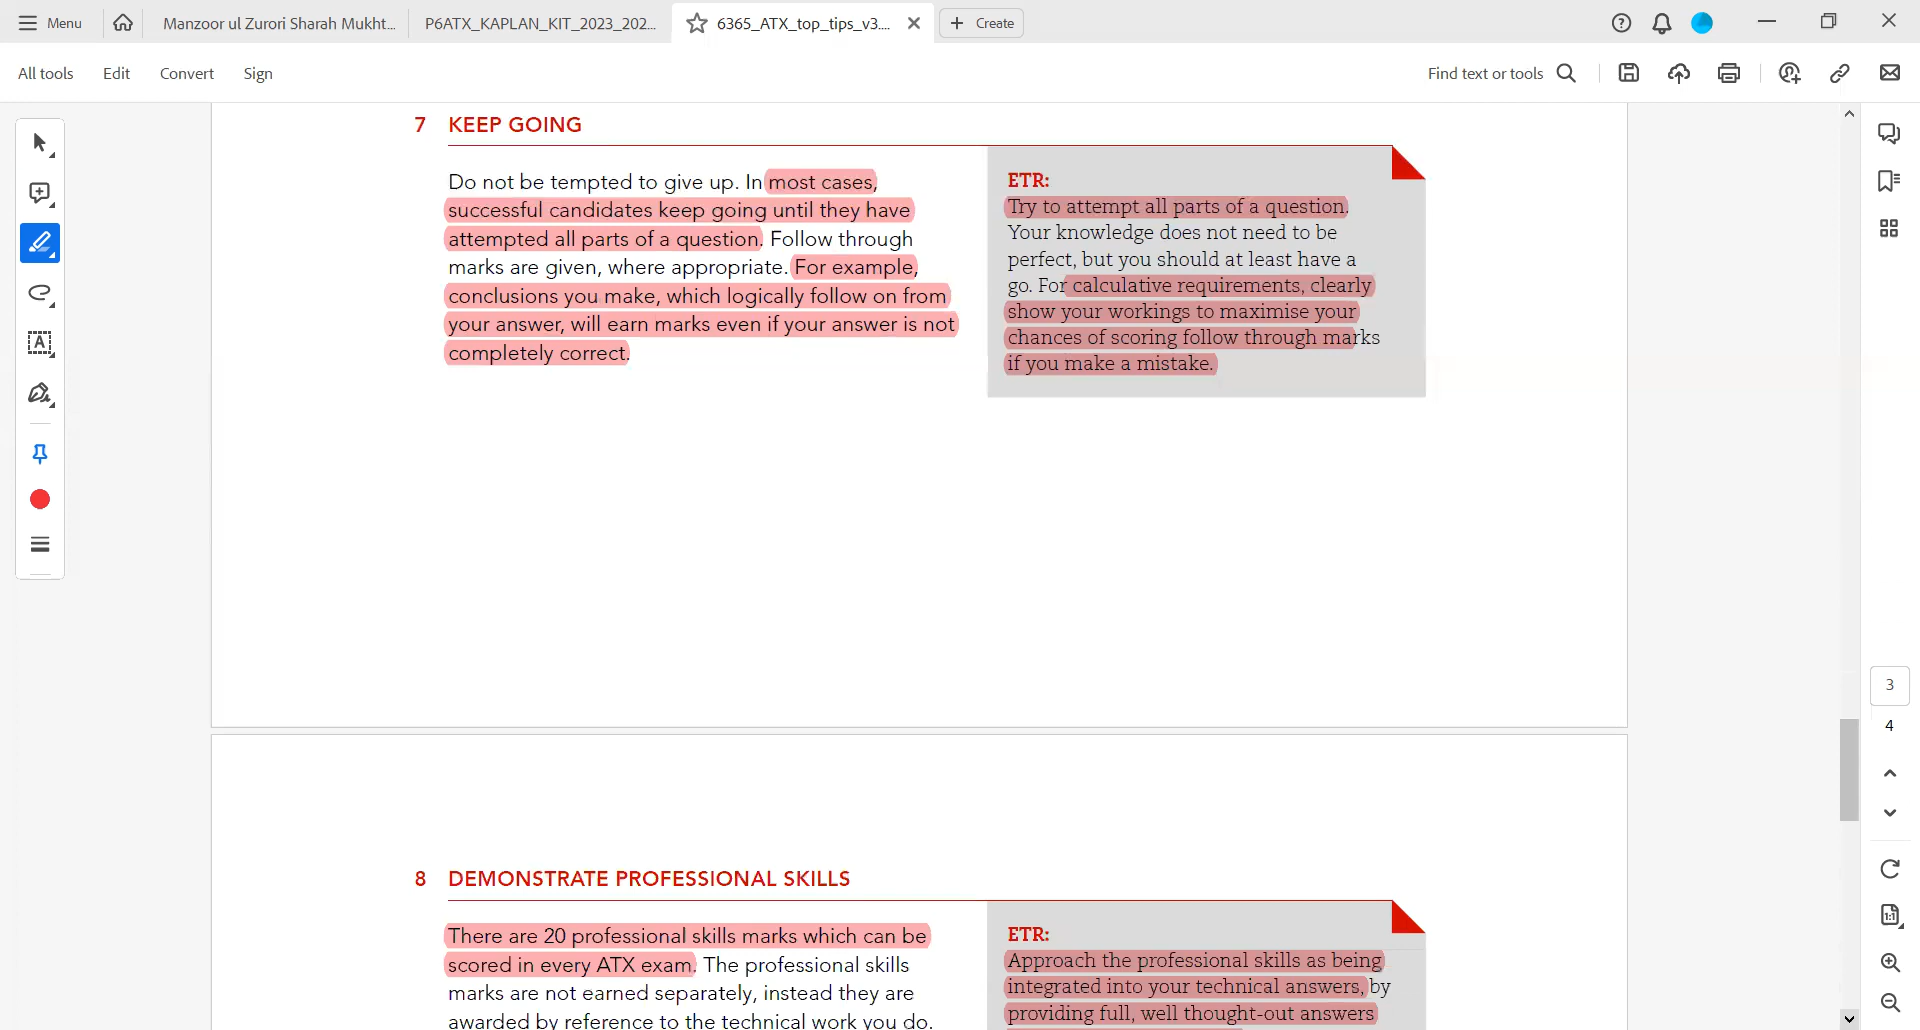 Menu
Manzoor ul Zurori Sharah Mukht...
P6ATX_KAPLAN_KIT_2023_202...
6365_ATX_top_tips_v3....
Create
All tools
Edit
Convert
Sign
Find text or tools
7 KEEP GOING
Do not be tempted to give up. In most cases,
successful candidates keep going until they have
attempted all parts of a question. Follow through
marks are given, where appropriate. For example,
conclusions you make, which logically follow on from
your answer, will earn marks even if your answer is not
completely correct.
ETR:
Try to attempt all parts of a question.
Your knowledge does not need to be
perfect, but you should at least have a
go. For calculative requirements, clearly
show your workings to maximise your
chances of scoring follow through marks
if you make a mistake.
3
4
8 DEMONSTRATE PROFESSIONAL SKILLS
There are 20 professional skills marks which can be
scored in every ATX exam. The professional skills
marks are not earned separately, instead they are
awarded by reference to the technical work you do.
ETR:
Approach the professional skills as being
integrated into your technical answers, by
providing full, well thought-out answers